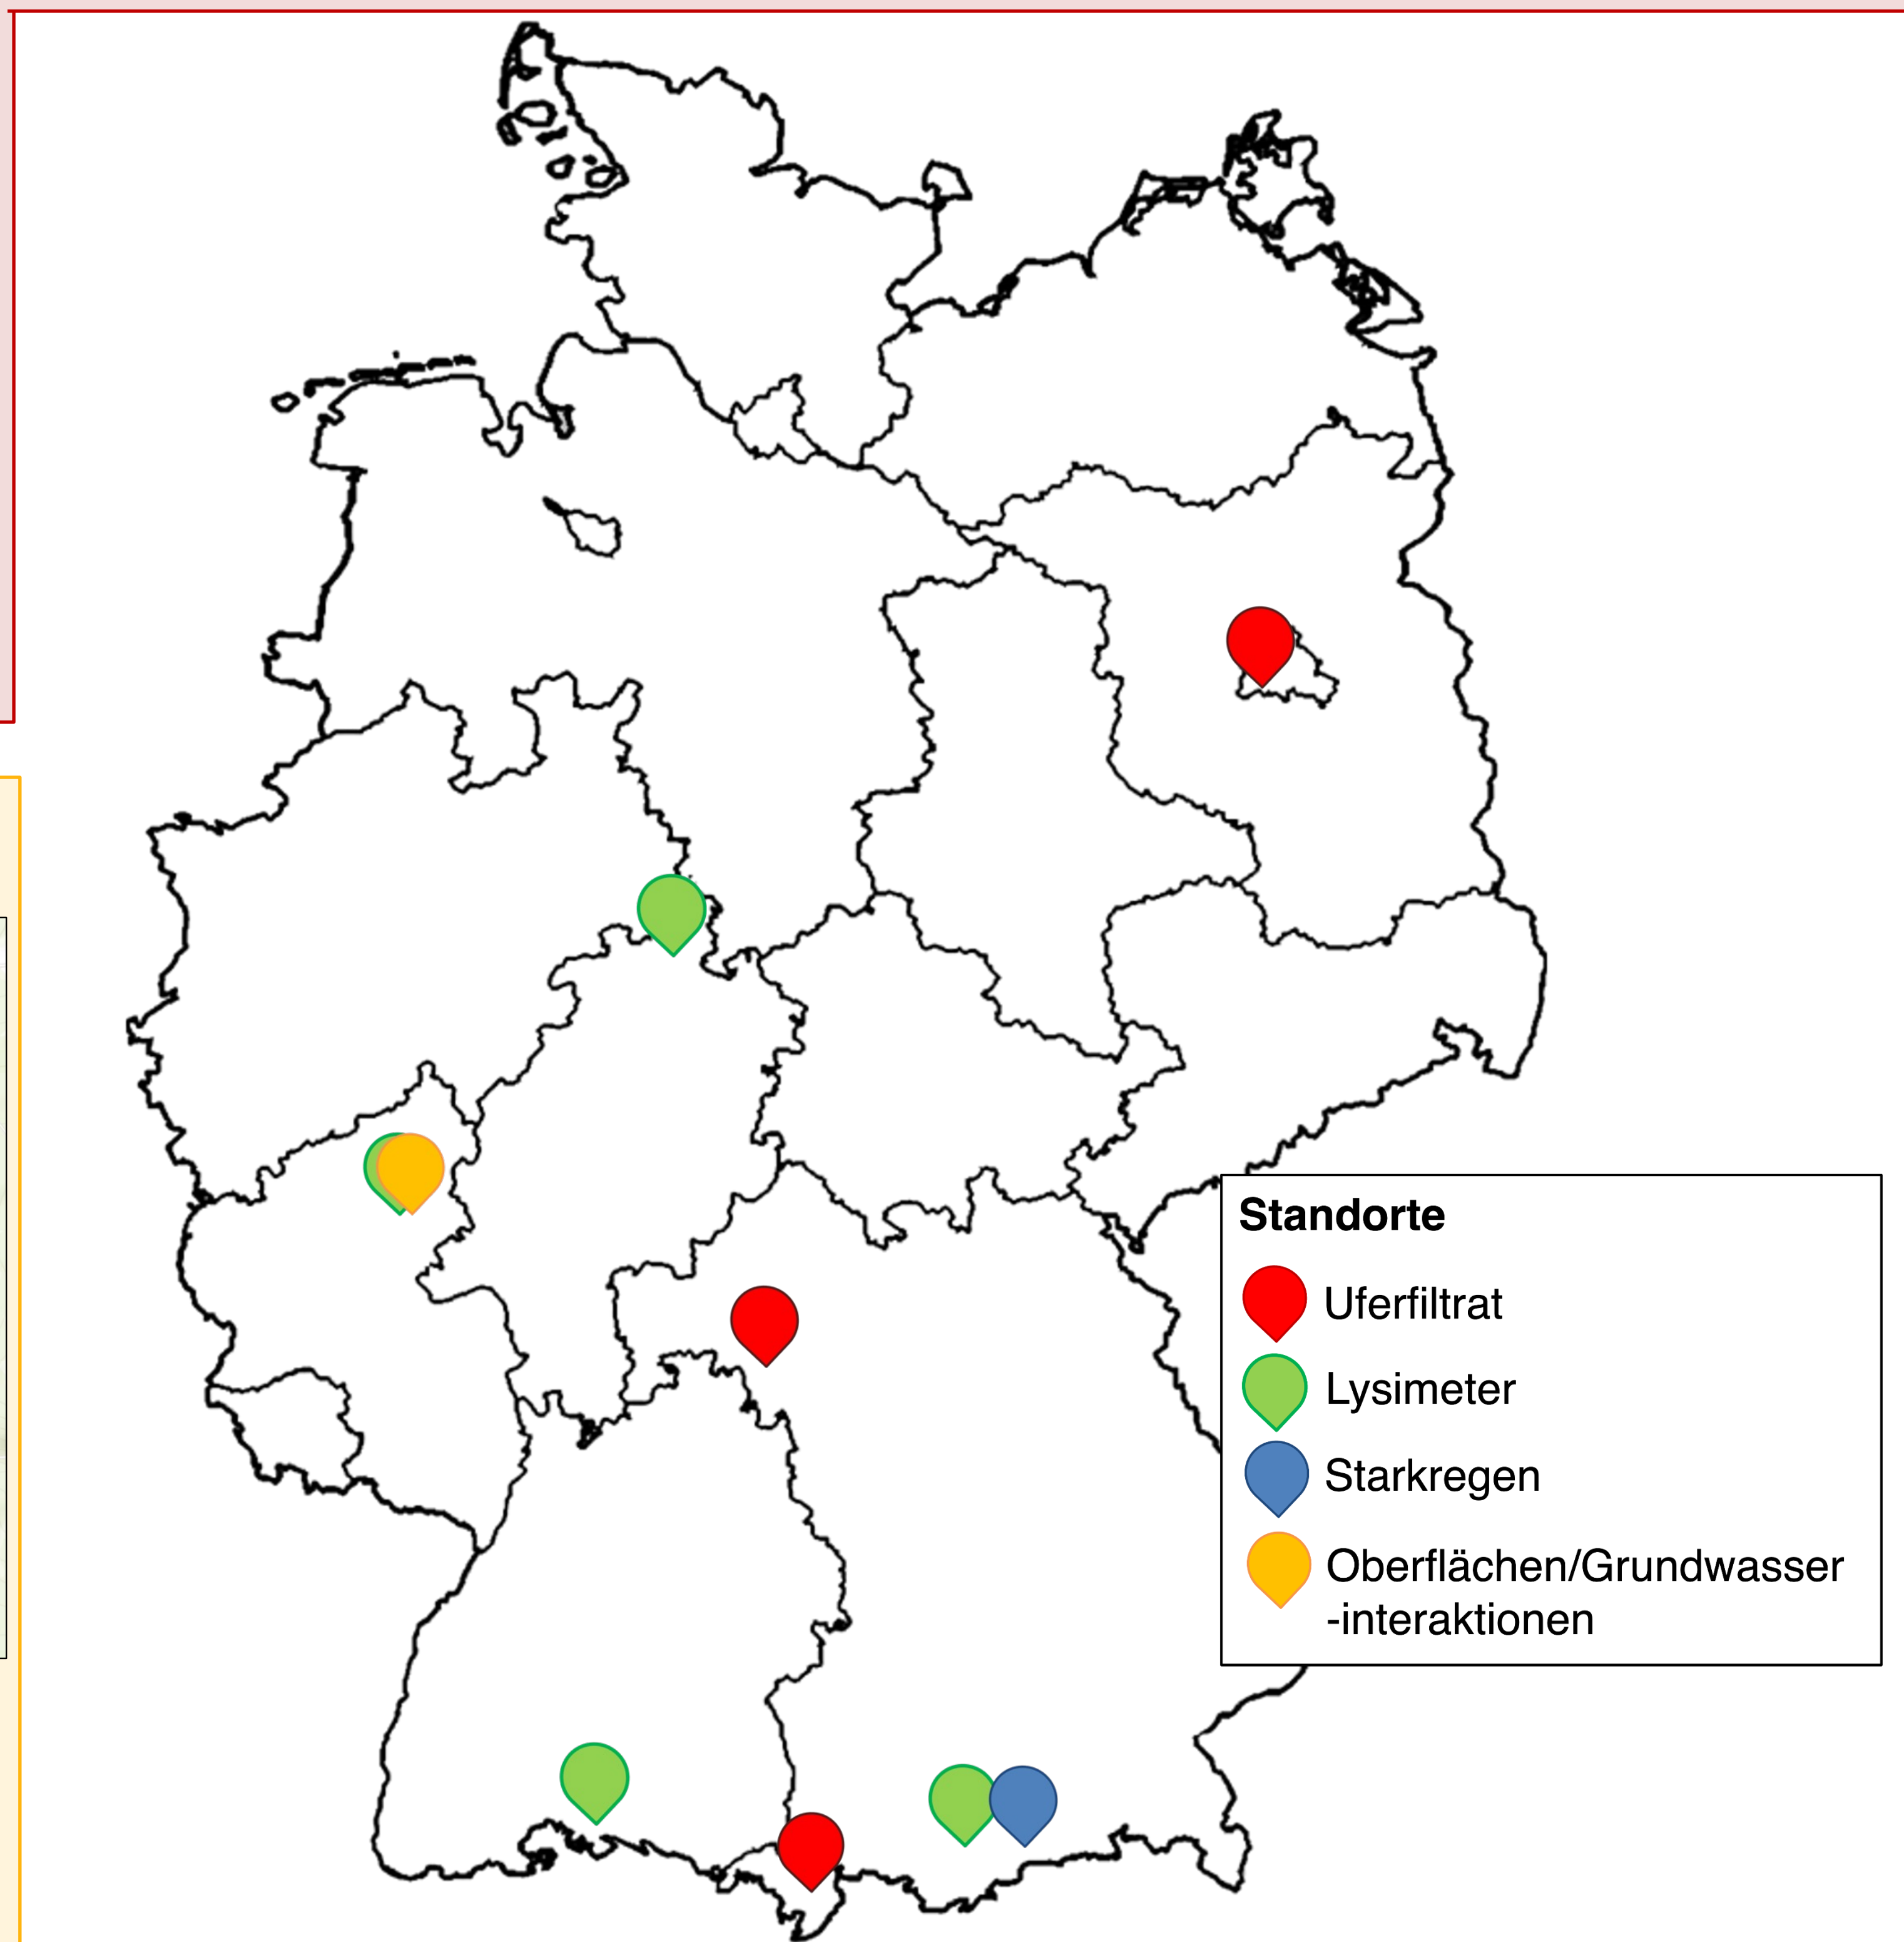 Standorte
Uferfiltrat
Lysimeter
Starkregen
Oberflächen/Grundwasser
-interaktionen